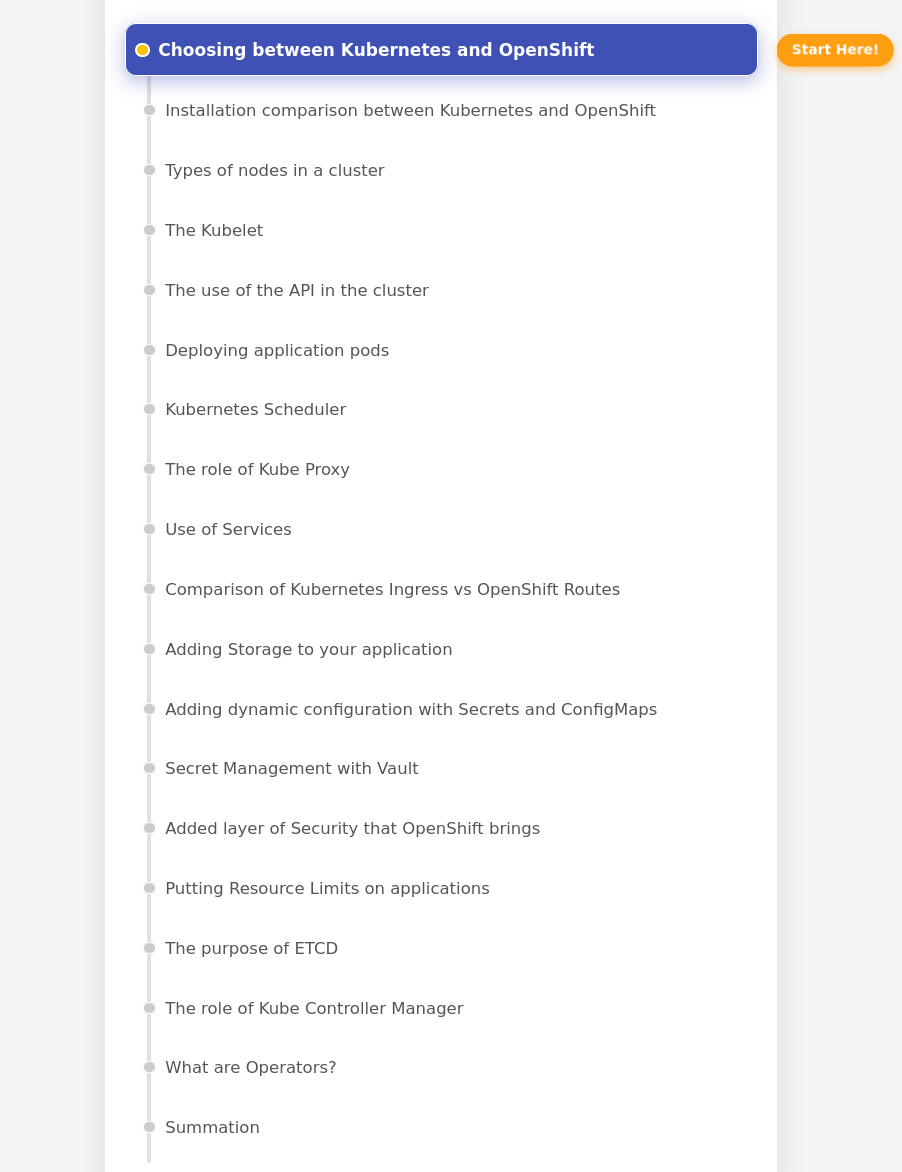 Choosing between Kubernetes and OpenShift
Start Here!
Installation comparison between Kubernetes and OpenShift
Types of nodes in a cluster
The Kubelet
The use of the API in the cluster
Deploying application pods
Kubernetes Scheduler
The role of Kube Proxy
Use of Services
Comparison of Kubernetes Ingress vs OpenShift Routes
Adding Storage to your application
Adding dynamic configuration with Secrets and ConfigMaps
Secret Management with Vault
Added layer of Security that OpenShift brings
Putting Resource Limits on applications
The purpose of ETCD
The role of Kube Controller Manager
What are Operators?
Summation